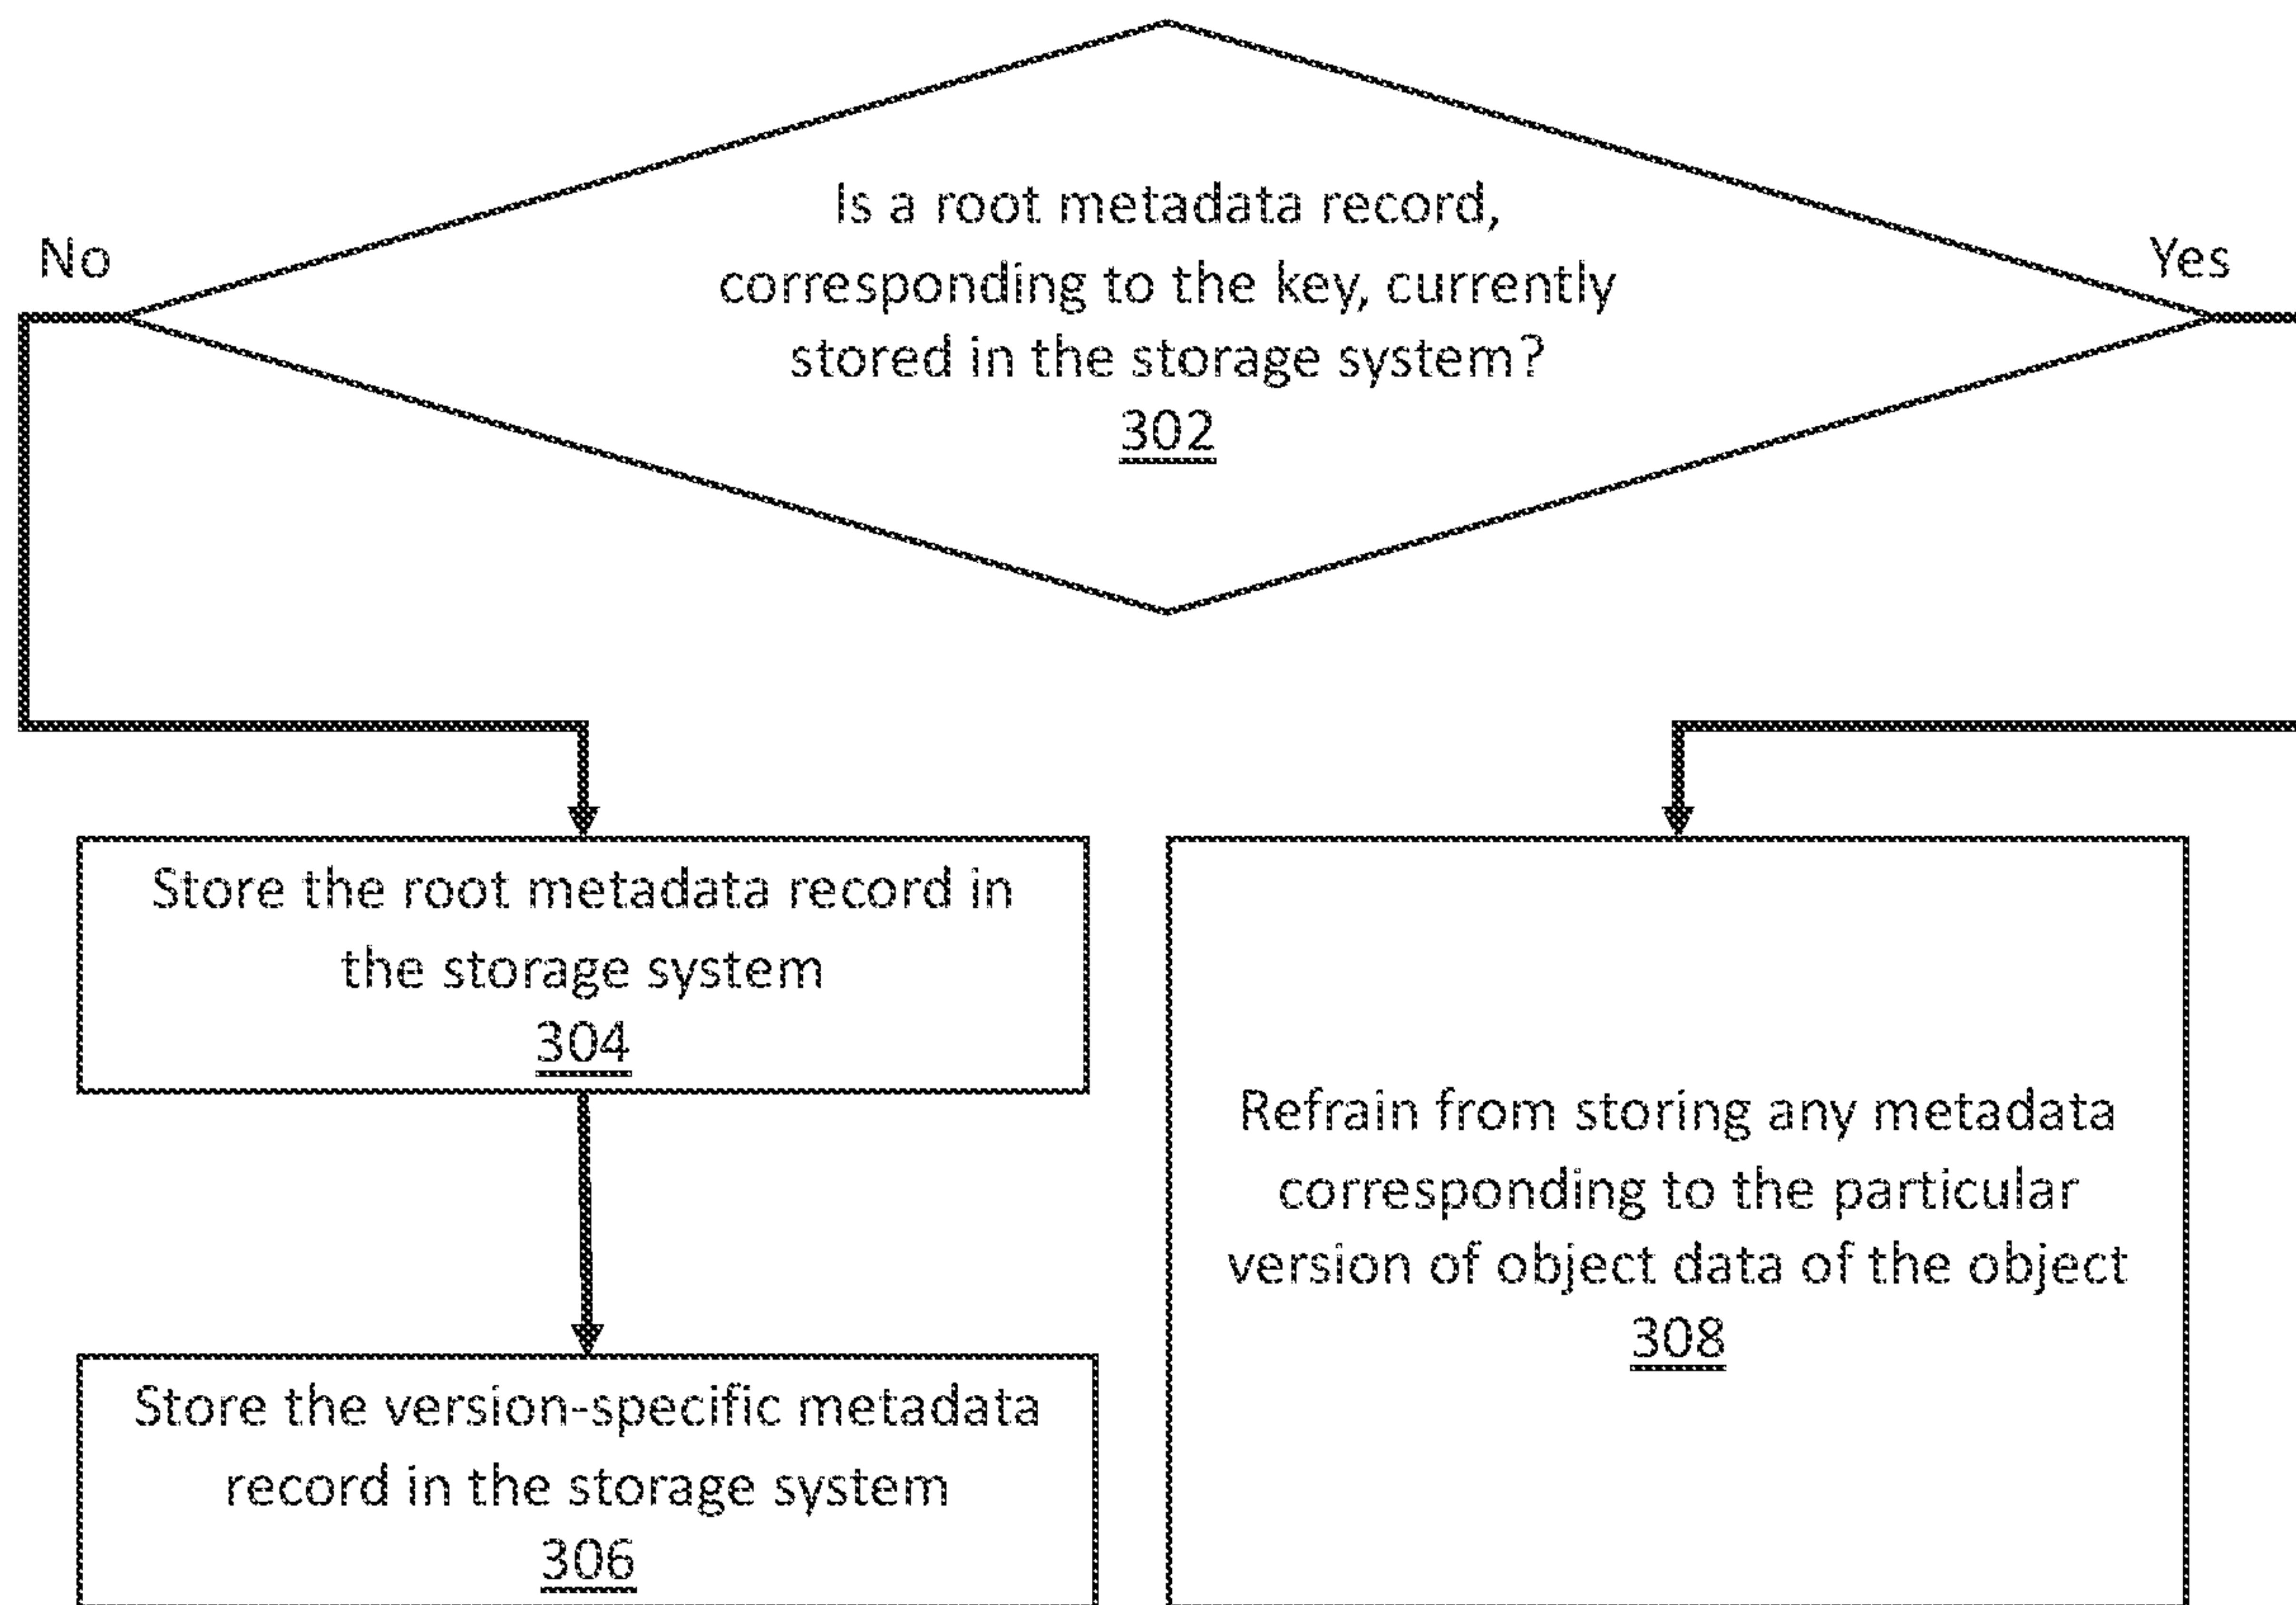 Is a root metadata record,
No
corresponding to the key, currently
Yes
stored in the storage system?
302
Store the root metadata record in
the storage system
304
Refrain from storing any metadata
corresponding to the particular
version of object data of the object
308
Store the version-specific metadata
record in the storage system
306